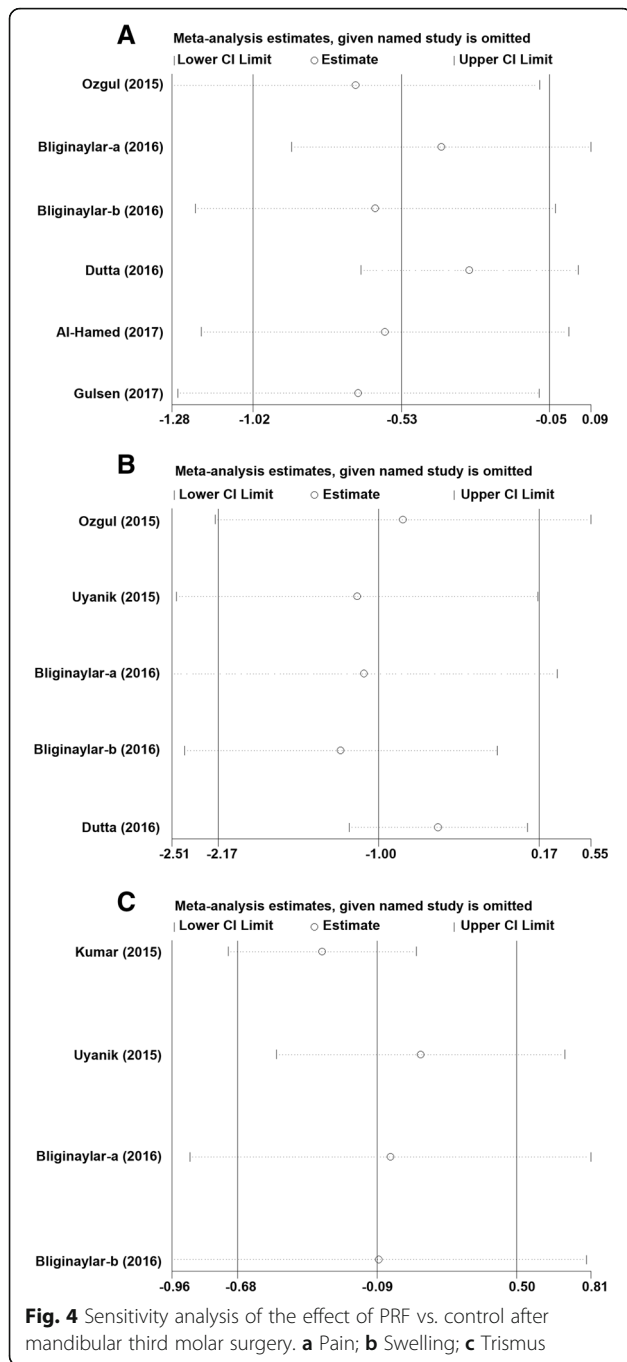 A
Meta-analysis estimates, given named study is omitted
Lower CI Limit Estimate Upper CI Limit
Ozgul (2015)
Bliginaylar-a (2016)
Bliginaylar-b (2016)
Dutta (2016)
Al-Hamed (2017)
Gulsen (2017)
-1.28 -1.02 -0.53 -0.05 0.09
B
Meta-analysis estimates, given named study is omitted
Lower CI Limit Estimate Upper CI Limit
Ozgul (2015)
Uyanik (2015)
Bliginaylar-a (2016)
Bliginaylar-b (2016)
Dutta (2016)
-2.51 -2.17 -1.00 0.17 0.55
C
Meta-analysis estimates, given named study is omitted
Lower CI Limit Estimate Upper CI Limit
Kumar (2015)
Uyanik (2015)
Bliginaylar-a (2016)
Bliginaylar-b (2016)
-0.96 -0.68 -0.09 0.50 0.81
Fig. 4 Sensitivity analysis of the effect of PRF vs. control after
mandibular third molar surgery. a Pain; b Swelling; c Trismus